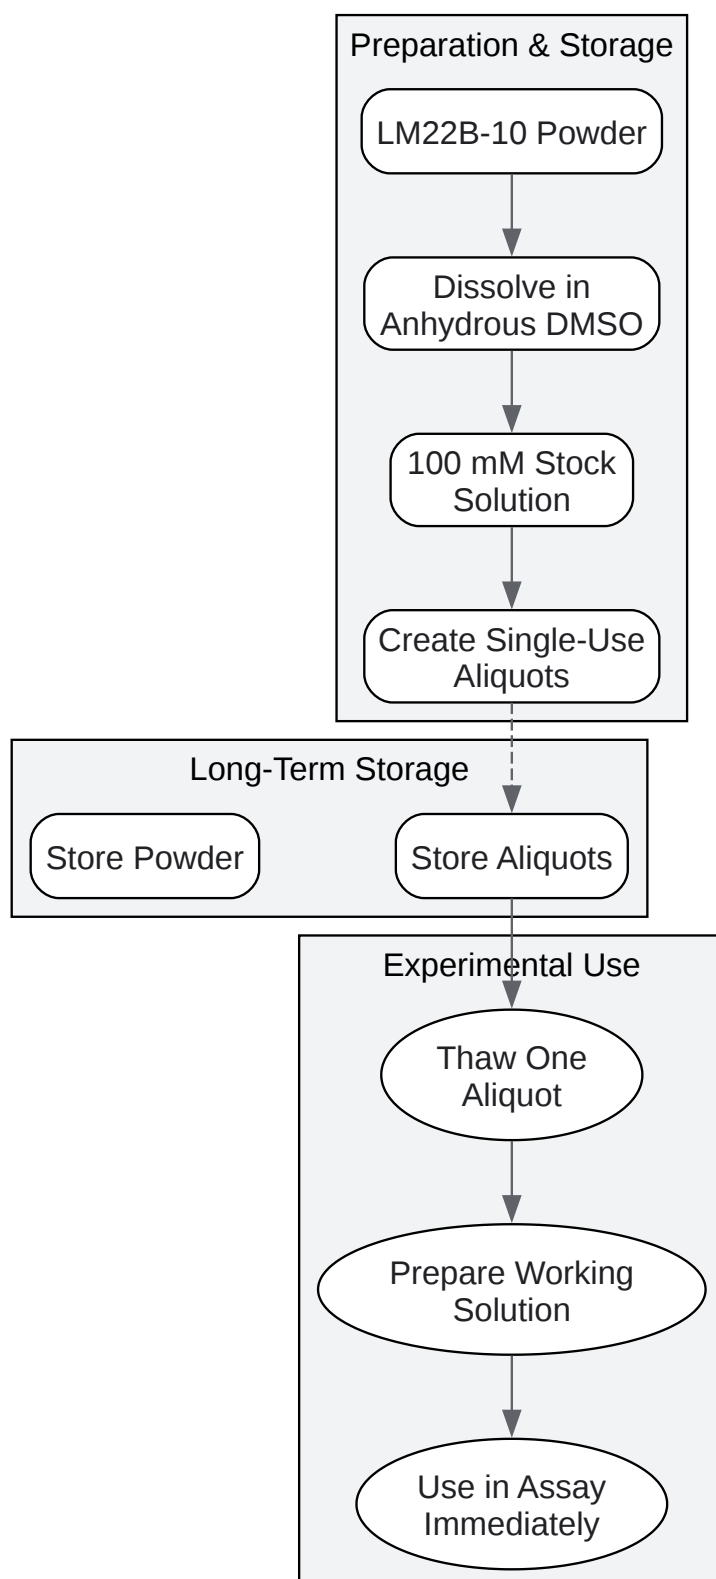 Preparation & Storage
LM22B-10 Powder
Dissolve in
Anhydrous DMSO
100 mM Stock
Solution
Create Single-Use
Aliquots
Long-Term Storage
Store Powder
Store Aliquots
Experimental Use
Thaw One
Aliquot
Prepare Working
Solution
Use in Assay
Immediately